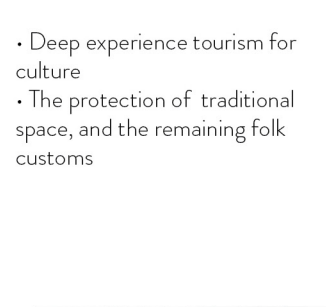 • Deep experience tourism for
culture
• The protection of traditional
space, and the remaining folk
customs